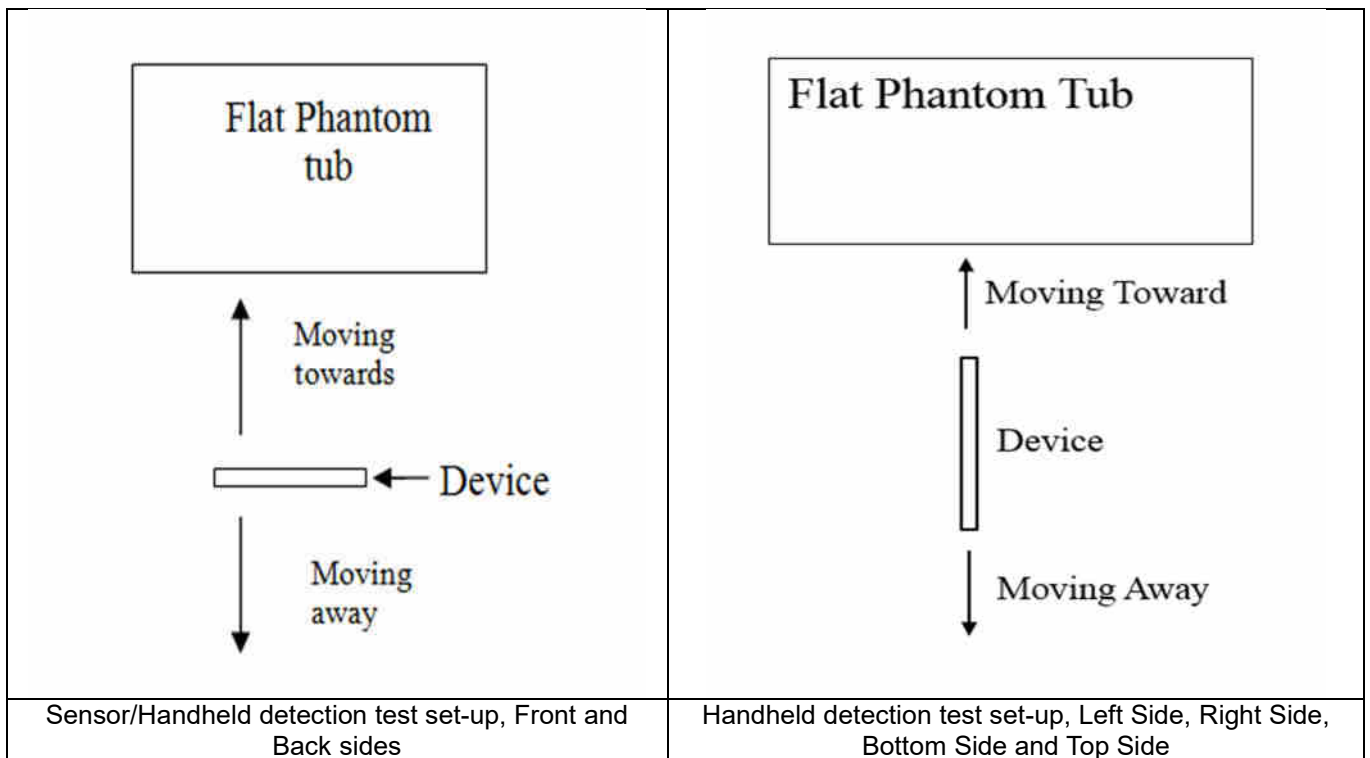 Flat Phantom
tub
Moving
towards
Device
Moving
away
Sensor/Handheld detection test set-up, Front and
Back sides
Flat Phantom Tub
Moving Toward
Device
Moving Away
Handheld detection test set-up, Left Side, Right Side,
Bottom Side and Top Side